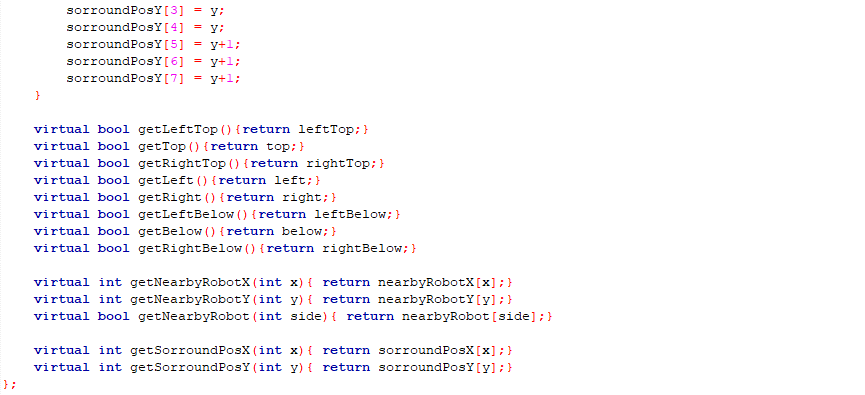 sorroundPosY[3] = y;
sorroundPosY[4] = y;
sorroundPosY[5] = y+1;
sorroundPosY[6] = y+1;
sorroundPosY[7] = y+1;
}
virtual bool getLeftTop(){return leftTop;}
virtual bool getTop(){return top;}
virtual bool getRightTop(){return rightTop;}
virtual bool getLeft(){return left;}
virtual bool getRight(){return right;}
virtual bool getLeftBelow(){return leftBelow;}
virtual bool getBelow(){return below;}
virtual bool getRightBelow(){return rightBelow;}
virtual int getNearbyRobotX(int x){ return nearbyRobotX[x];}
virtual int getNearbyRobotY(int y){ return nearbyRobotY[y];}
virtual bool getNearbyRobot(int side){ return nearbyRobot[side];}
virtual int getSorroundPosX(int x){ return sorroundPosX[x];}
virtual int getSorroundPosY(int y){ return sorroundPosY[y];}
};